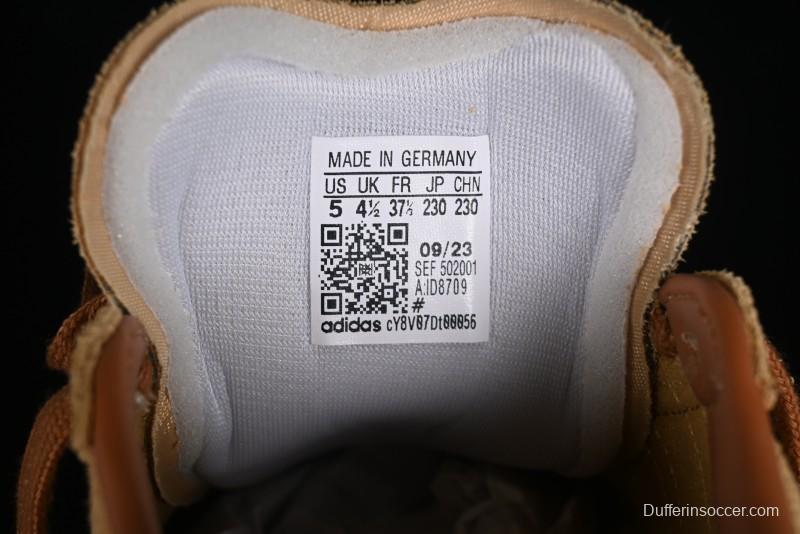 MADE IN GERMANY
US UK FR JP CHN
5 4½ 37⅓ 230 230
09/23
SEF 502001
A:ID8709
#
adidas cY8V07Dt00056
Dufferinsoccer.com